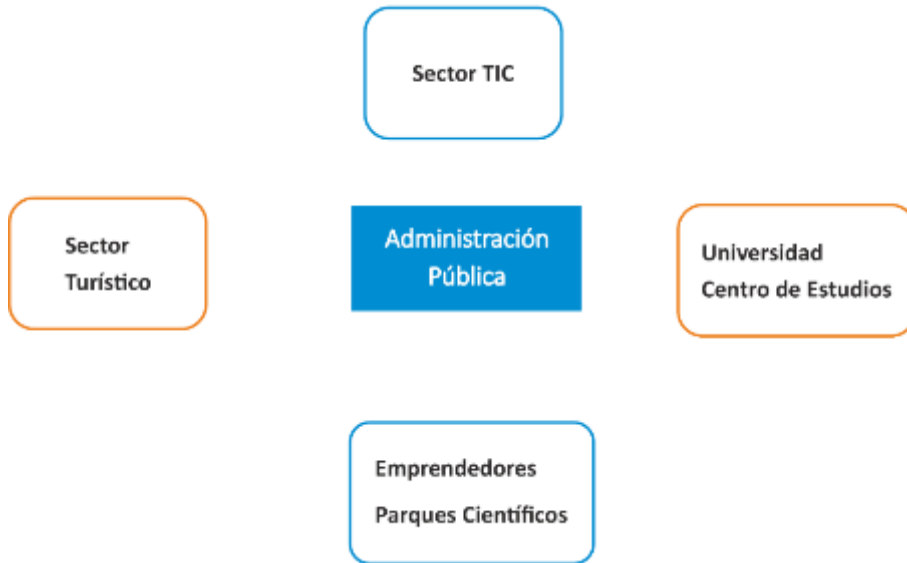 Sector TIC
Sector
Turístico
Administración
Pública
Universidad
Centro de Estudios
Emprendedores
Parques Científicos